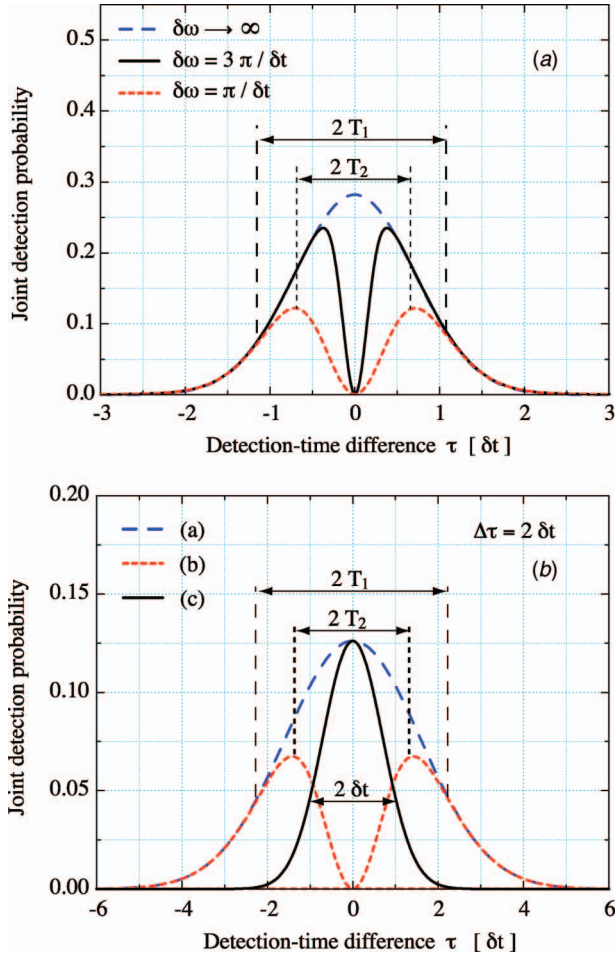 0.5
0.4
0.3
0.2
0.1
0.0
Joint detection probability
δω → ∞
δω = 3 π / δt
δω = π / δt
(a)
2 T₁
2 T₂
-3 -2 -1 0 1 2 3
Detection-time difference τ [ δt ]
0.20
0.15
0.10
0.05
0.00
Joint detection probability
(a)
(b)
(c)
Δτ = 2 δt
(b)
2 T₁
2 T₂
2 δt
-6 -4 -2 0 2 4 6
Detection-time difference τ [ δt ]